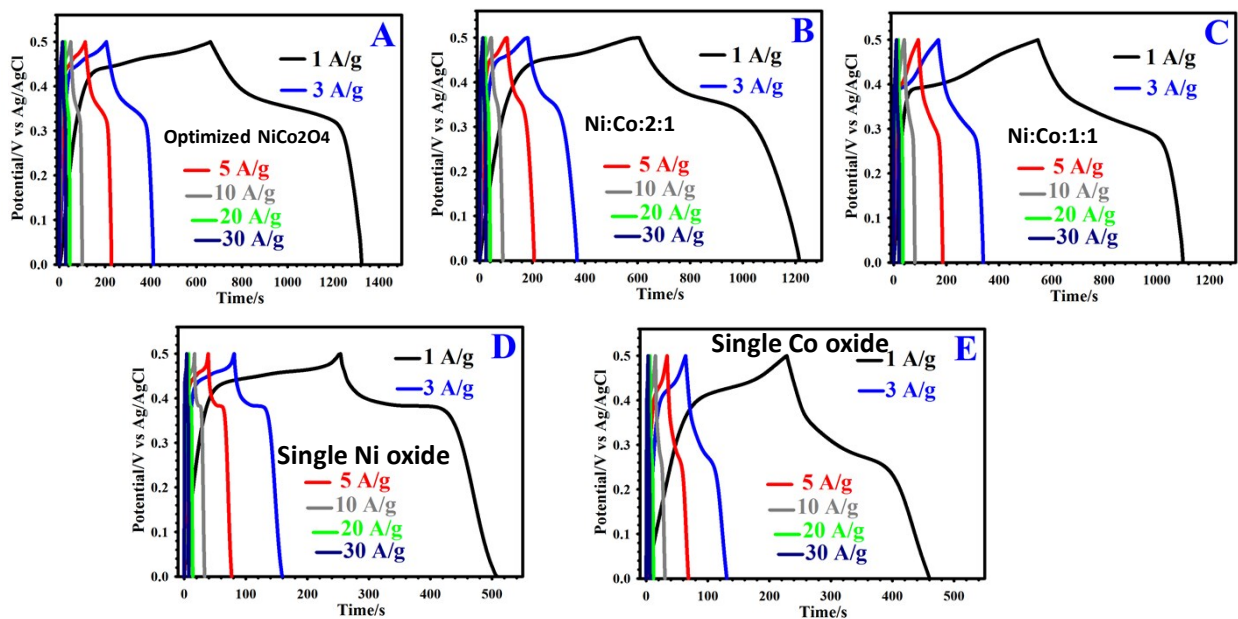 A
0.5
0.4
0.3
0.2
0.1
0.0
Potential/V vs Ag/AgCl
1 A/g
3 A/g
Optimized NiCo2O4
5 A/g
10 A/g
20 A/g
30 A/g
0 200 400 600 800 1000 1200 1400
Time/s
B
0.5
0.4
0.3
0.2
0.1
0.0
Potential/V vs Ag/AgCl
1 A/g
3 A/g
Ni:Co:2:1
5 A/g
10 A/g
20 A/g
30 A/g
0 200 400 600 800 1000 1200
Time/s
C
0.5
0.4
0.3
0.2
0.1
0.0
Potential/V vs Ag/AgCl
1 A/g
3 A/g
Ni:Co:1:1
5 A/g
10 A/g
20 A/g
30 A/g
0 200 400 600 800 1000 1200
Time/s
D
0.5
0.4
0.3
0.2
0.1
0.0
Potential/V vs Ag/AgCl
1 A/g
3 A/g
Single Ni oxide
5 A/g
10 A/g
20 A/g
30 A/g
0 100 200 300 400 500
Time/s
Single Co oxide
E
0.5
0.4
0.3
0.2
0.1
0.0
Potential/V vs Ag/AgCl
1 A/g
3 A/g
5 A/g
10 A/g
20 A/g
30 A/g
0 100 200 300 400 500
Time/s